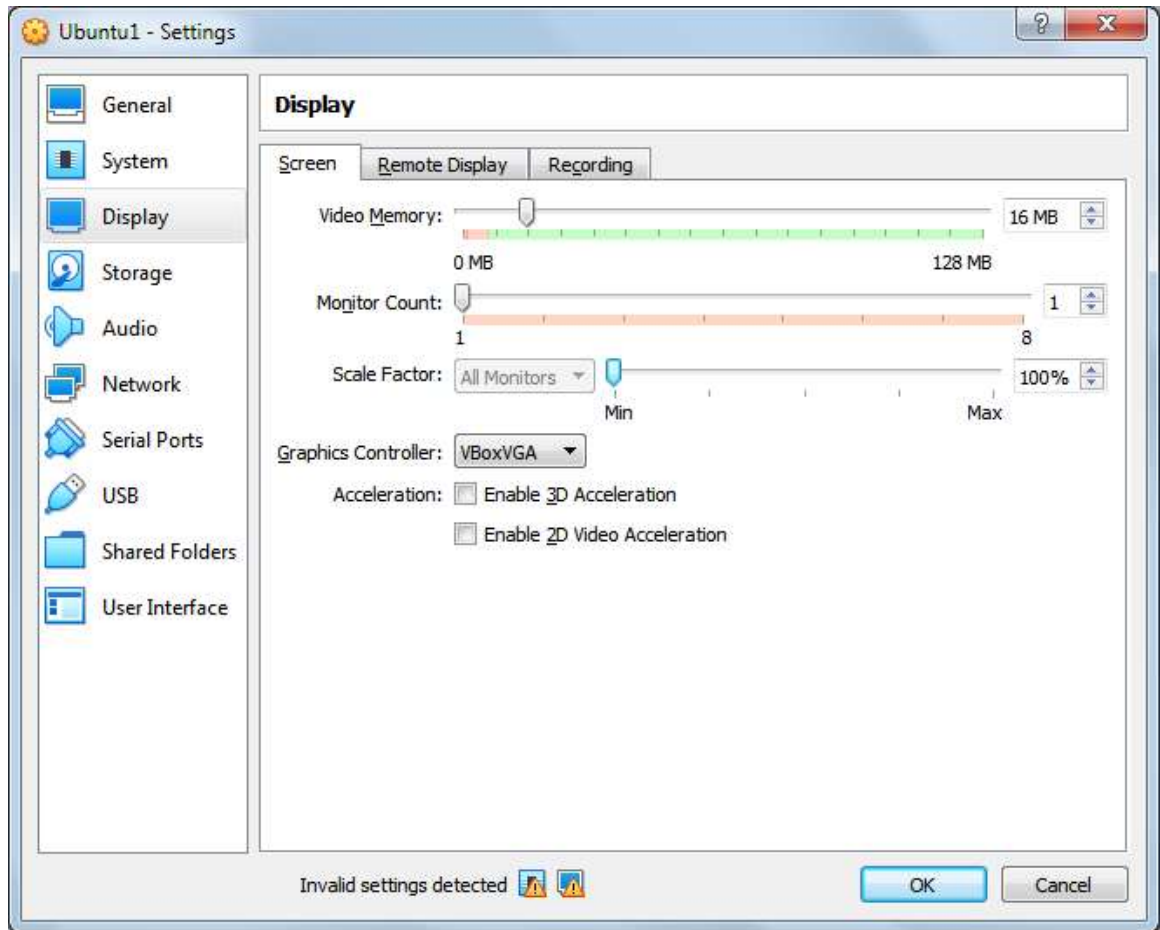 Ubuntu1 - Settings
General
System
Display
Storage
Audio
Network
Serial Ports
USB
Shared Folders
User Interface
Display
Screen Remote Display Recording
Video Memory: 16 MB
0 MB 128 MB
Monitor Count: 1
1 8
Scale Factor: All Monitors 100%
Min Max
Graphics Controller: VBoxVGA
Acceleration: Enable 3D Acceleration
Enable 2D Video Acceleration
Invalid settings detected OK Cancel